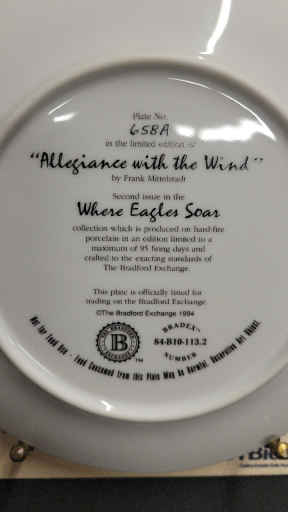 Plate No.
658A
in the limited edition of
"Allegiance with the Wind"
by Frank Mittelstadt
Second issue in the
Where Eagles Soar
collection which is produced on hard-fire
porcelain in an edition limited to a
maximum of 95 firing days and
crafted to the exacting standards of
The Bradford Exchange.
This plate is officially listed for
trading on the Bradford Exchange.
©The Bradford Exchange 1994
B
TM
BRADEX™
84-B10-113.2
NUMBER
Not for Food Use - Food Consumed from this Plate May Be Harmful. Decorative Art Object.